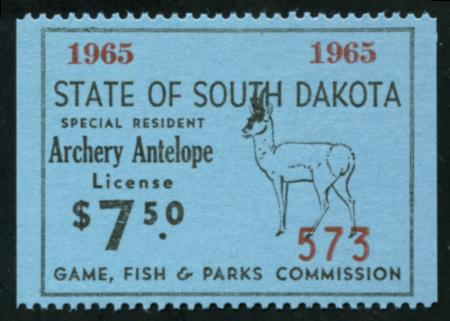 1965 1965
STATE OF SOUTH DAKOTA
SPECIAL RESIDENT
Archery Antelope
License
$7.50
573
GAME, FISH & PARKS COMMISSION